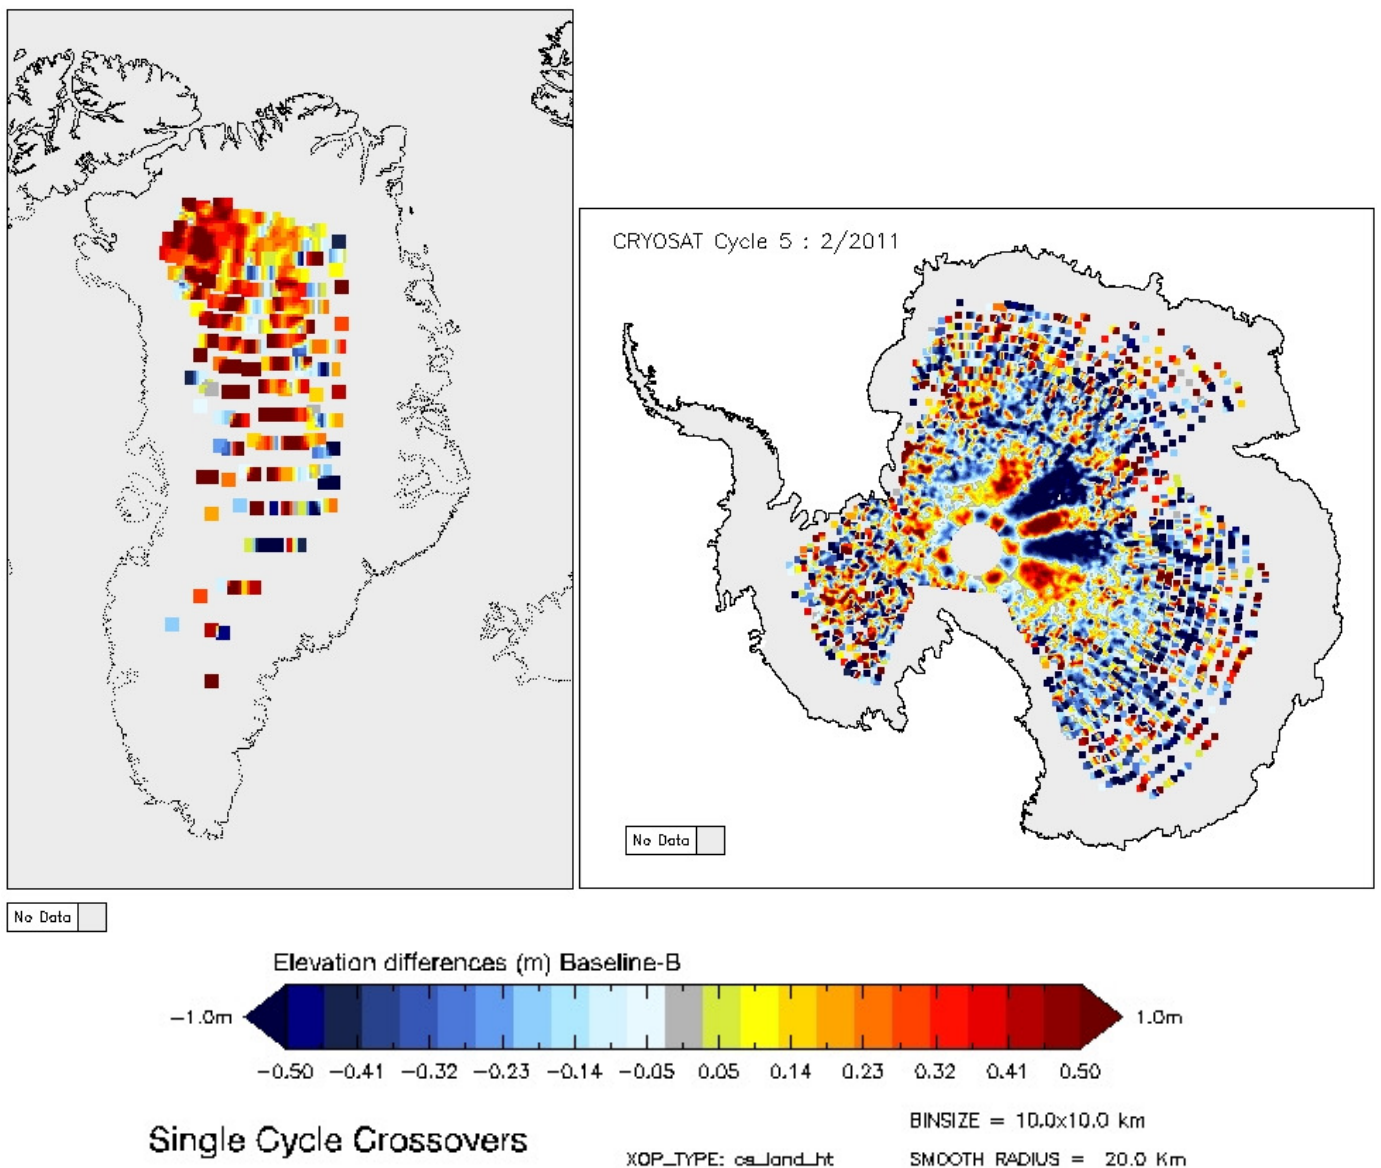 CRYOSAT Cycle 5 : 2/2011
No Data
No Data
Elevation differences (m) Baseline-B
-1.0m 1.0m
-0.50 -0.41 -0.32 -0.23 -0.14 -0.05 0.05 0.14 0.23 0.32 0.41 0.50
BINSIZE = 10.0x10.0 km
Single Cycle Crossovers
XOP_TYPE: cs_land_ht
SMOOTH RADIUS = 20.0 Km